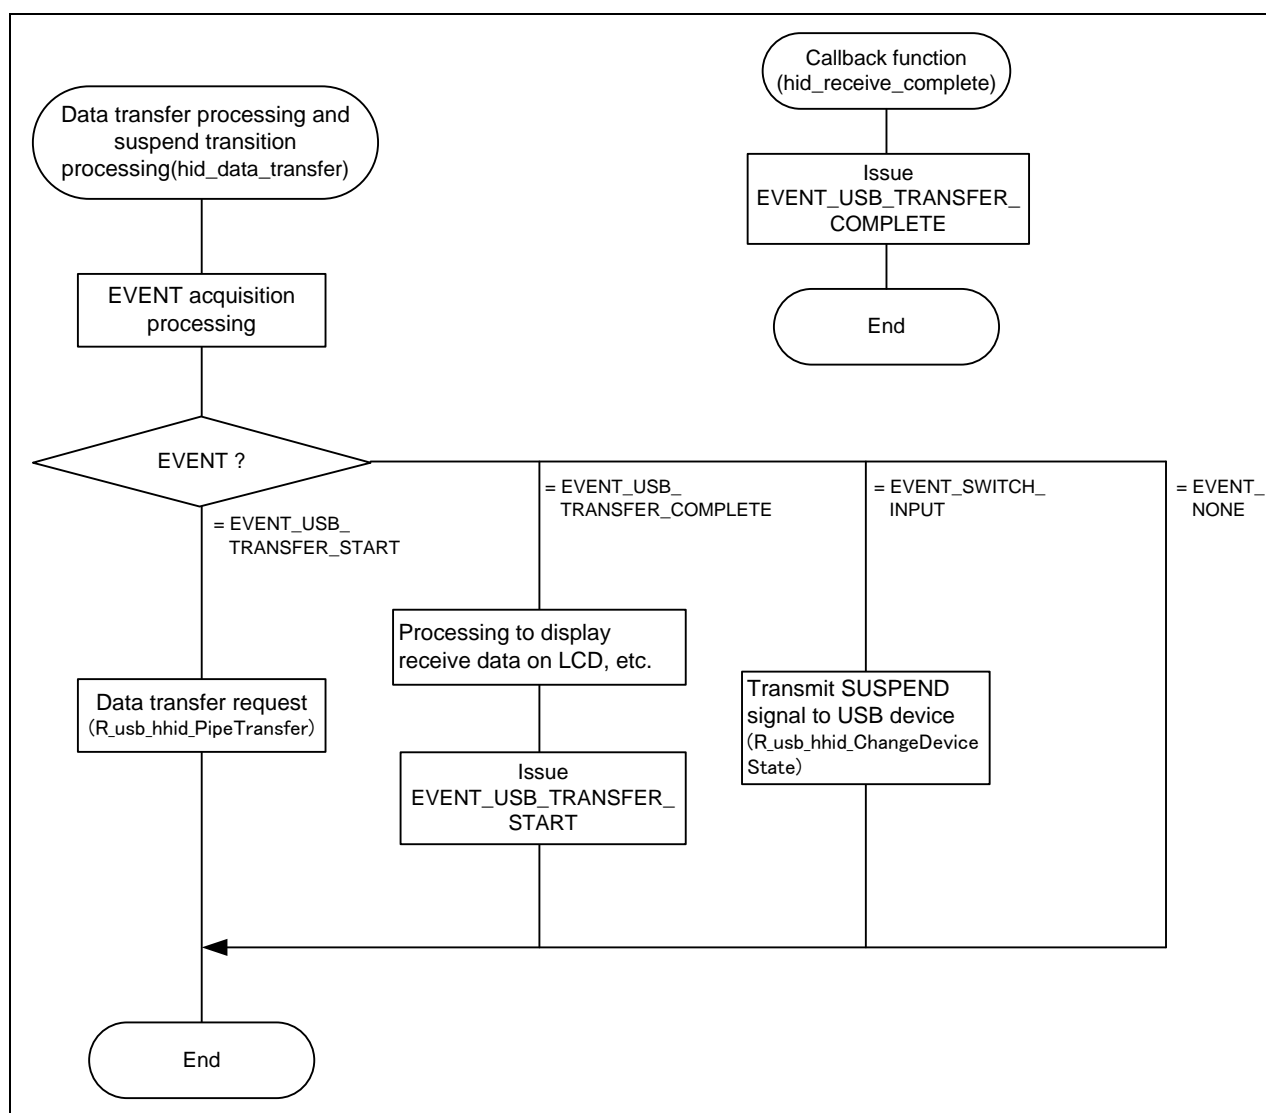 Data transfer processing and
suspend transition
processing(hid_data_transfer)
EVENT acquisition
processing
EVENT ?
= EVENT_USB_
TRANSFER_START
Data transfer request
(R_usb_hhid_PipeTransfer)
= EVENT_USB_
TRANSFER_COMPLETE
Processing to display
receive data on LCD, etc.
Issue
EVENT_USB_TRANSFER_
START
= EVENT_SWITCH_
INPUT
Transmit SUSPEND
signal to USB device
(R_usb_hhid_ChangeDevice
State)
= EVENT_
NONE
End
Callback function
(hid_receive_complete)
Issue
EVENT_USB_TRANSFER_
COMPLETE
End